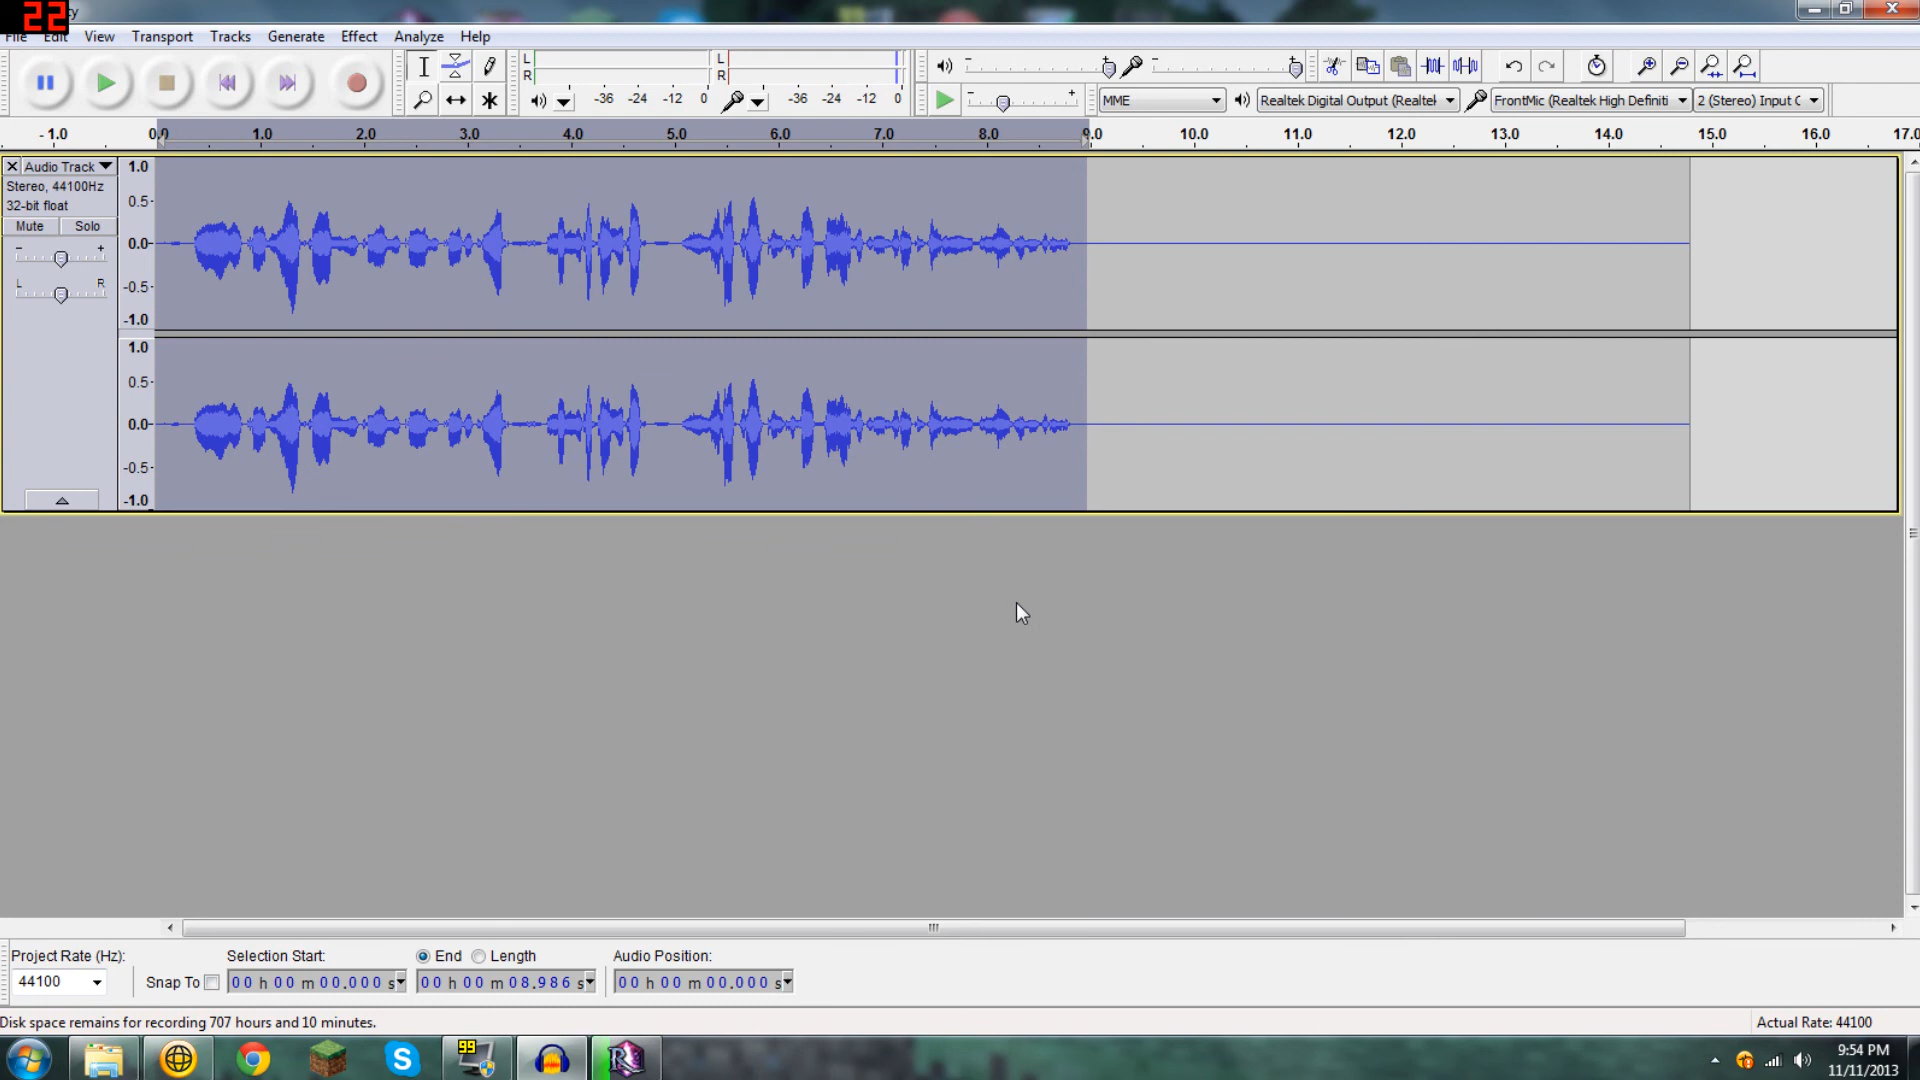 22 ty
File Edit View Transport Tracks Generate Effect Analyze Help
L L
R R
-36 -24 -12 0 -36 -24 -12 0
MME Realtek Digital Output (Realtek FrontMic (Realtek High Definiti 2 (Stereo) Input C
- 1.0 0.0 1.0 2.0 3.0 4.0 5.0 6.0 7.0 8.0 9.0 10.0 11.0 12.0 13.0 14.0 15.0 16.0 17.0
X Audio Track 1.0
Stereo, 44100Hz
32-bit float 0.5
Mute Solo
- + 0.0
L R -0.5
-1.0
1.0
0.5
0.0
-0.5
-1.0
Project Rate (Hz): Selection Start: End Length Audio Position:
44100 Snap To 00 h 00 m 00.000 s 00 h 00 m 08.986 s 00 h 00 m 00.000 s
Disk space remains for recording 707 hours and 10 minutes. Actual Rate: 44100
99 9:54 PM
11/11/2013